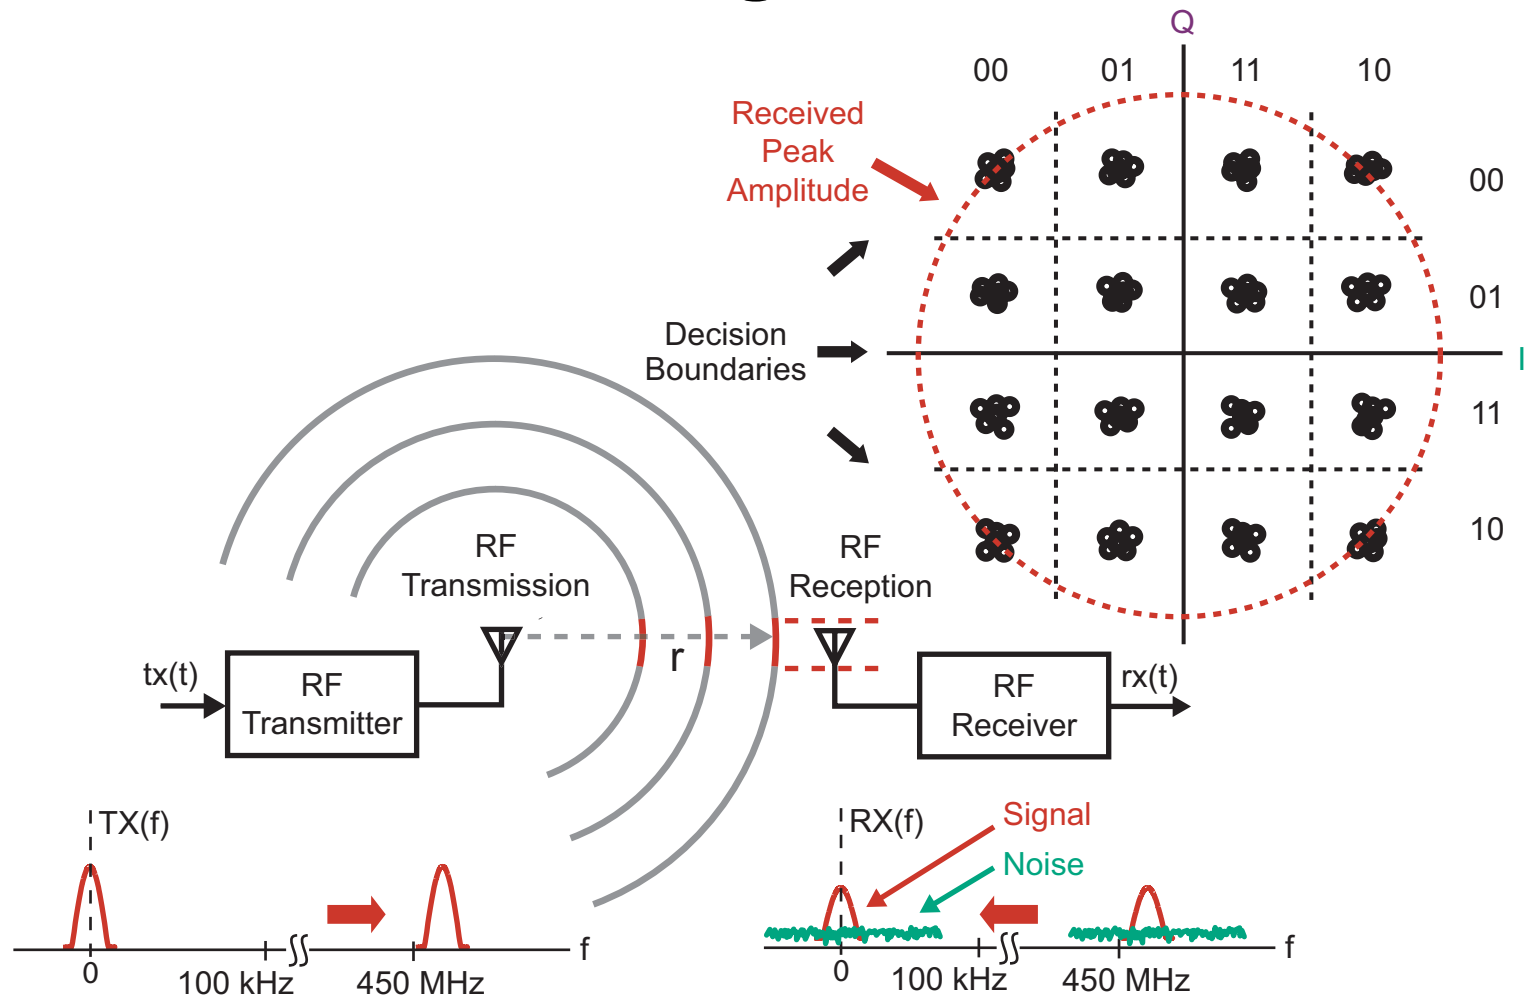 Q
00 01 11 10
Received
Peak
Amplitude
00
01
Decision
Boundaries
I
11
10
RF
Transmission
RF
Reception
r
tx(t)
RF
Transmitter
RF
Receiver
rx(t)
TX(f)
0
100 kHz
450 MHz
f
RX(f)
Signal
Noise
0
100 kHz
450 MHz
f